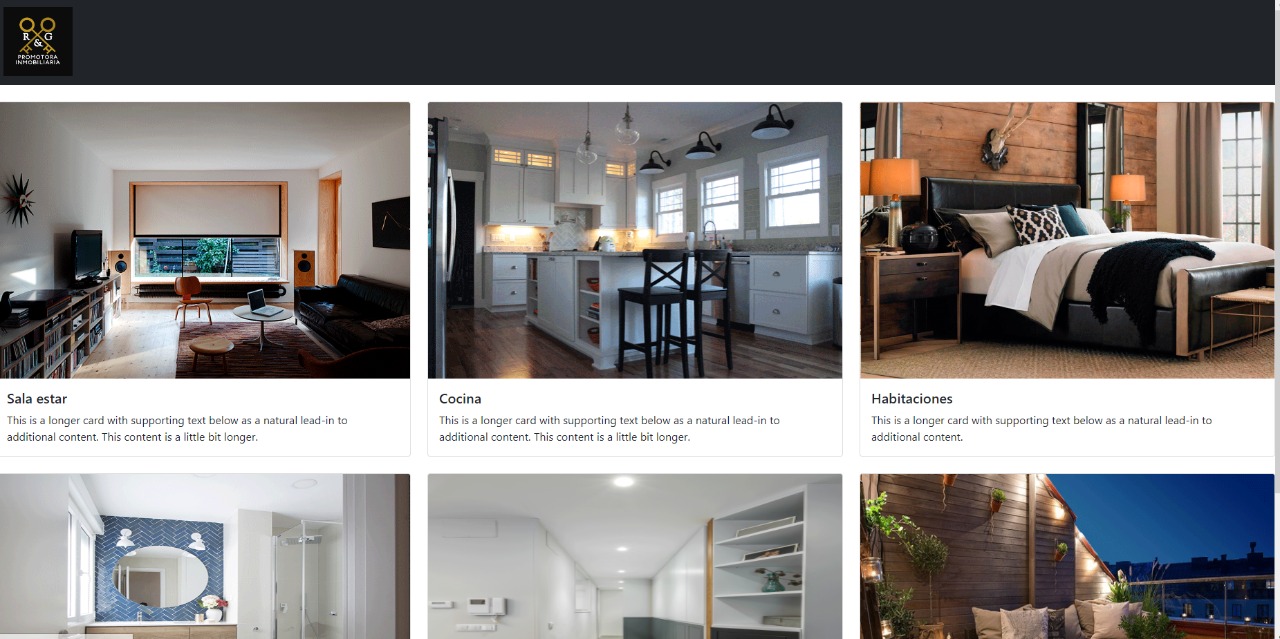 R G
&
PROMOTORA
INMOBILIARIA
Sala estar
This is a longer card with supporting text below as a natural lead-in to
additional content. This content is a little bit longer.
Cocina
This is a longer card with supporting text below as a natural lead-in to
additional content. This content is a little bit longer.
Habitaciones
This is a longer card with supporting text below as a natural lead-in to
additional content.